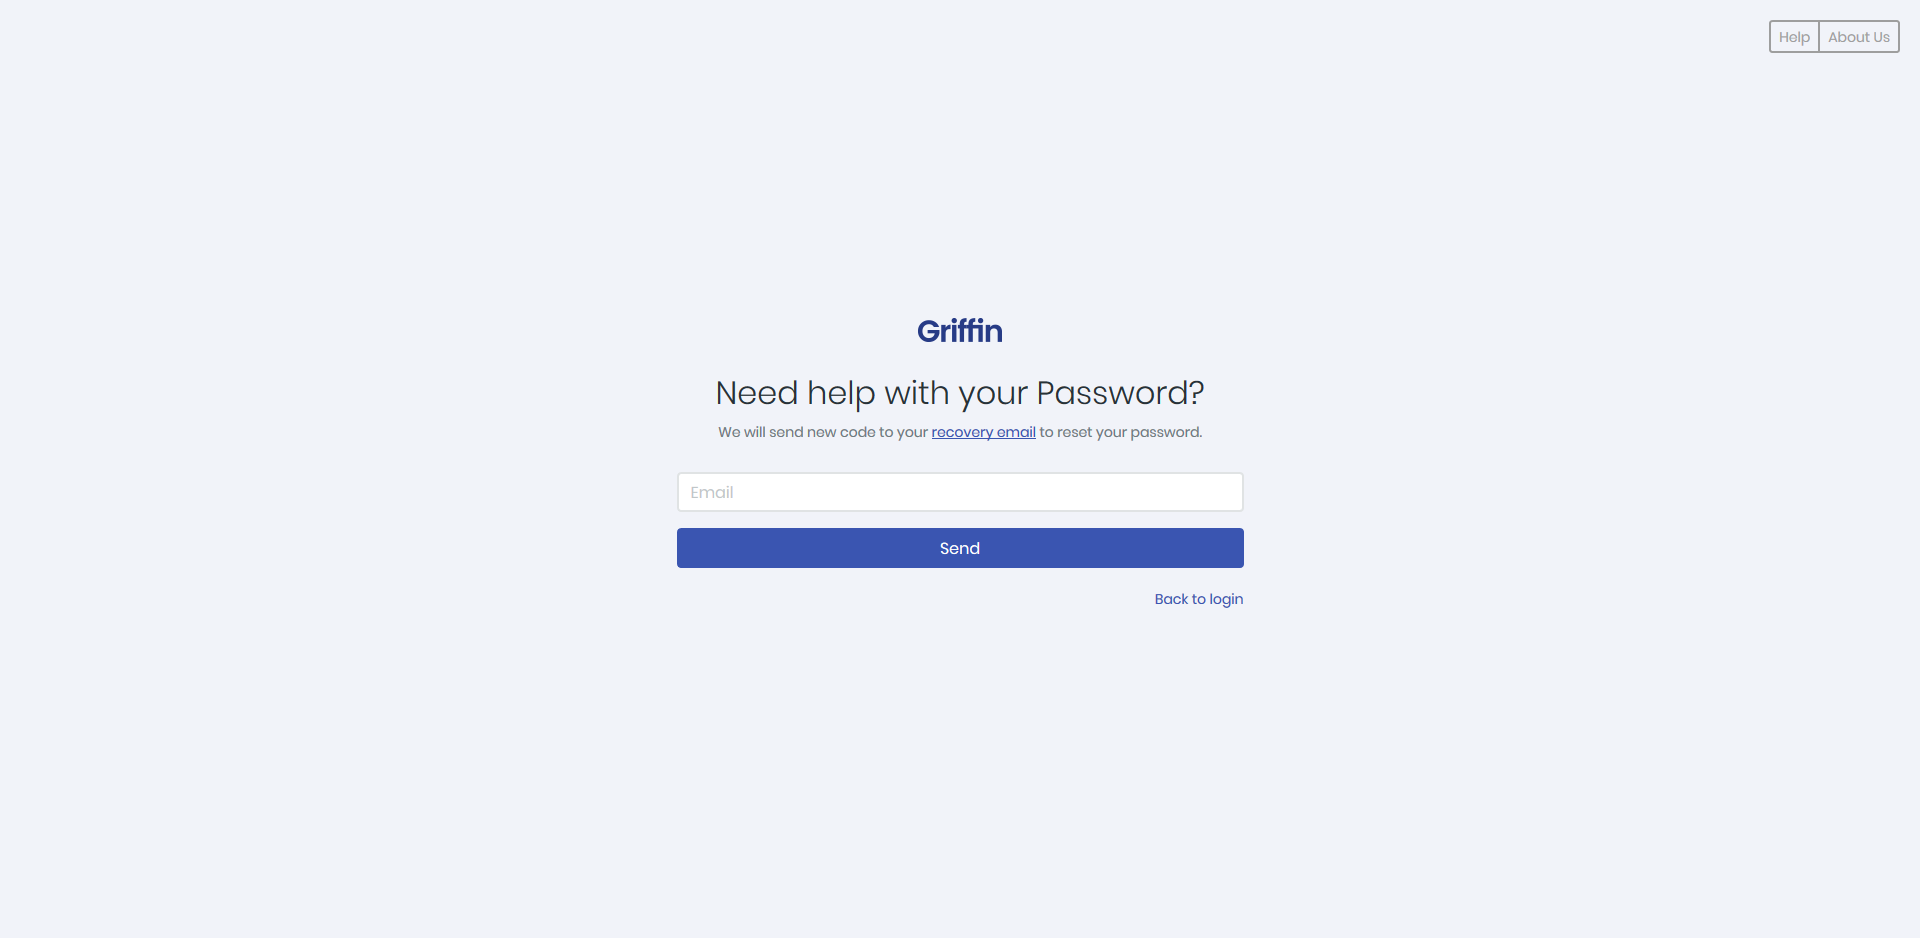 Help
About Us
Griffin
Need help with your Password?
We will send new code to your recovery email to reset your password.
Email
Send
Back to login